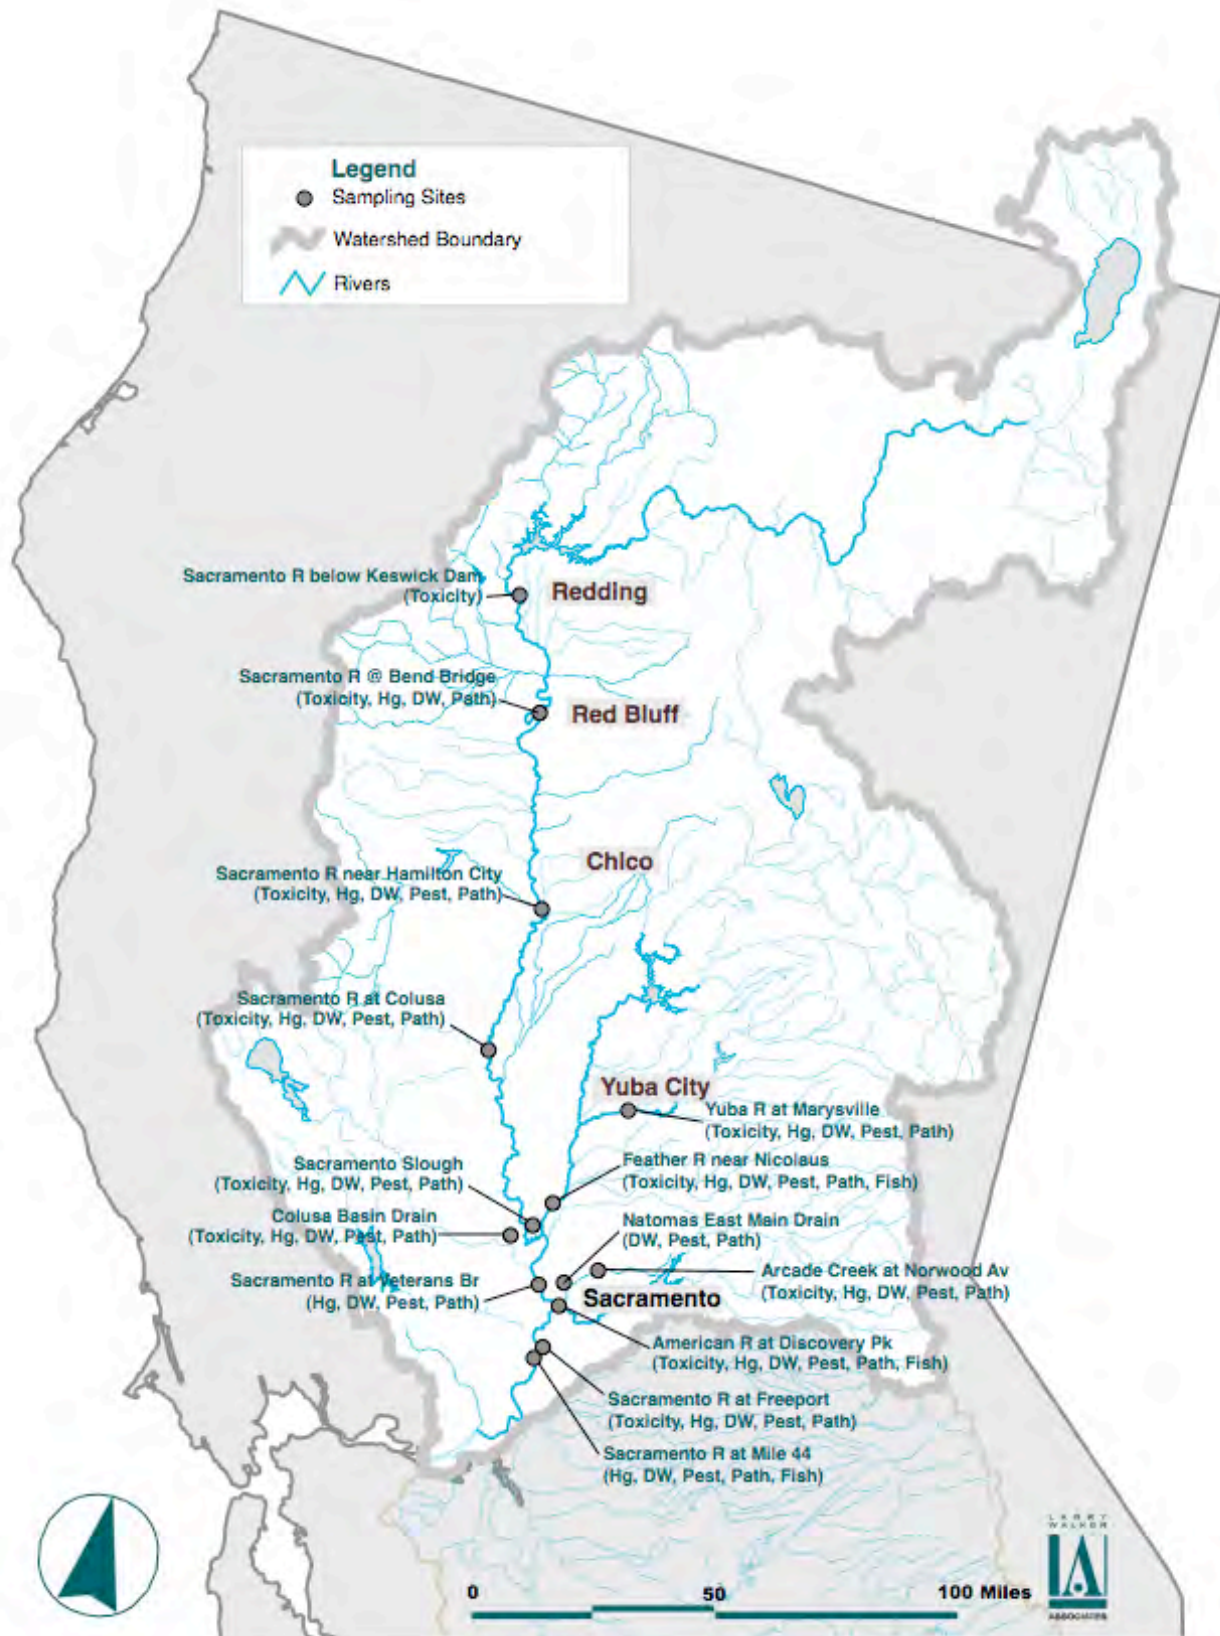 Legend
Sampling Sites
Watershed Boundary
Rivers
Sacramento R below Keswick Dam
(Toxicity)
Redding
Sacramento R @ Bend Bridge
(Toxicity, Hg, DW, Path)
Red Bluff
Chico
Sacramento R near Hamilton City
(Toxicity, Hg, DW, Pest, Path)
Sacramento R at Colusa
(Toxicity, Hg, DW, Pest, Path)
Yuba City
Yuba R at Marysville
(Toxicity, Hg, DW, Pest, Path)
Sacramento Slough
(Toxicity, Hg, DW, Pest, Path)
Feather R near Nicolaus
(Toxicity, Hg, DW, Pest, Path, Fish)
Colusa Basin Drain
(Toxicity, Hg, DW, Pest, Path)
Natomas East Main Drain
(DW, Pest, Path)
Sacramento R at Veterans Br
(Hg, DW, Pest, Path)
Arcade Creek at Norwood Av
(Toxicity, Hg, DW, Pest, Path)
Sacramento
American R at Discovery Pk
(Toxicity, Hg, DW, Pest, Path, Fish)
Sacramento R at Freeport
(Toxicity, Hg, DW, Pest, Path)
Sacramento R at Mile 44
(Hg, DW, Pest, Path, Fish)
0 50 100 Miles
LARRY
WALKER
LA
ASSOCIATES